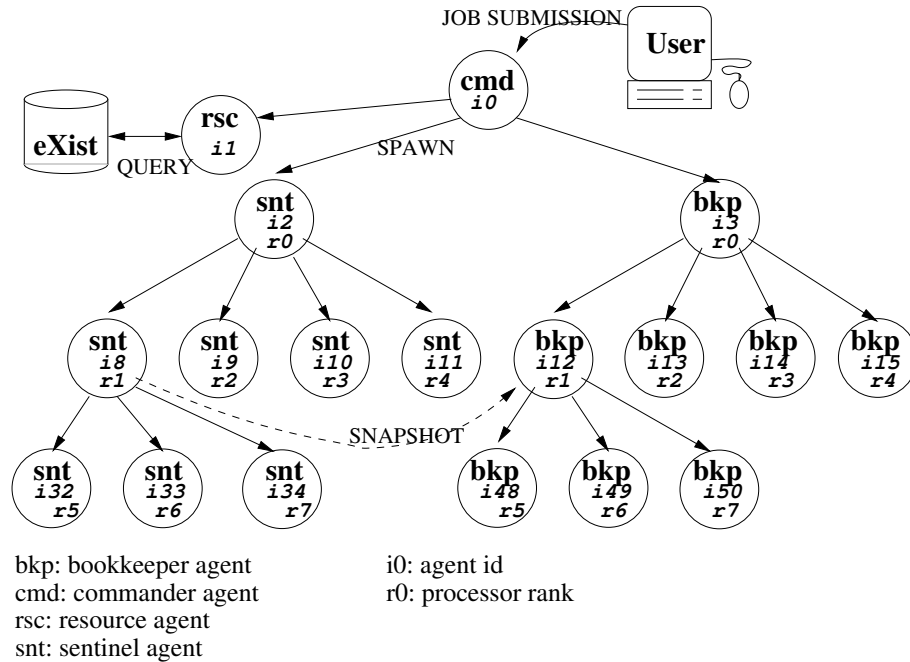 JOB SUBMISSION
User
cmd
i0
rsc
i1
eXist
QUERY
SPAWN
snt
i2
r0
bkp
i3
r0
snt
i8
r1
snt
i9
r2
snt
i10
r3
snt
i11
r4
bkp
i12
r1
bkp
i13
r2
bkp
i14
r3
bkp
i15
r4
SNAPSHOT
snt
i32
r5
snt
i33
r6
snt
i34
r7
bkp
i48
r5
bkp
i49
r6
bkp
i50
r7
bkp: bookkeeper agent
cmd: commander agent
rsc: resource agent
snt: sentinel agent
i0: agent id
r0: processor rank